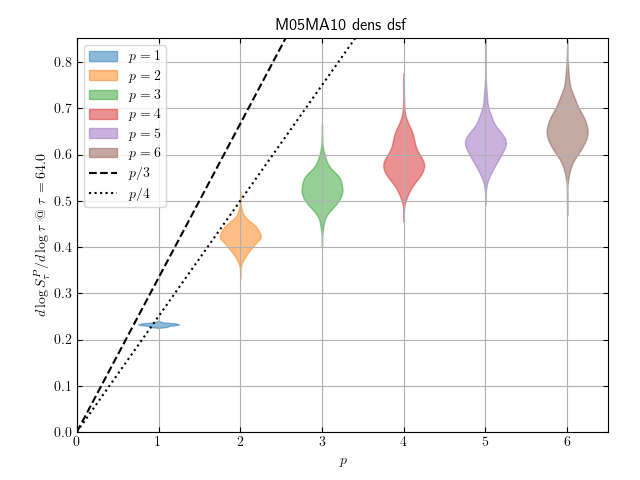 M05MA10 dens dsf
d log S_τ^P / d log τ @ τ = 64.0
0.8
0.7
0.6
0.5
0.4
0.3
0.2
0.1
0.0
p = 1
p = 2
p = 3
p = 4
p = 5
p = 6
p/3
p/4
0 1 2 3 4 5 6
p